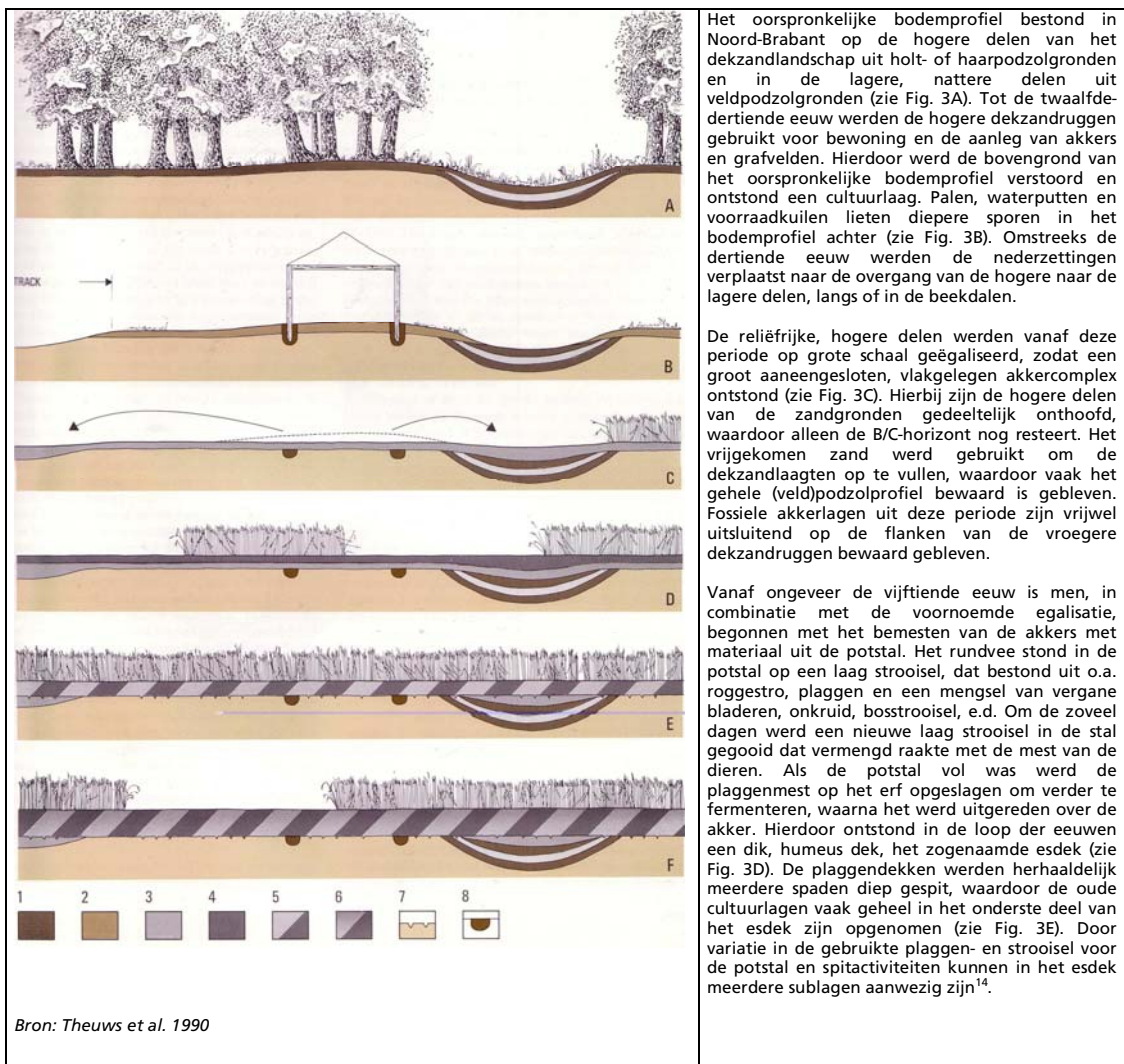 A
TRACK
B
C
D
E
F
1 2 3 4 5 6 7 8
Bron: Theuws et al. 1990
Het oorspronkelijke bodemprofiel bestond in
Noord-Brabant op de hogere delen van het
dekzandlandschap uit holt- of haarpodzolgronden
en in de lagere, nattere delen uit
veldpodzolgronden (zie Fig. 3A). Tot de twaalfde-
dertiende eeuw werden de hogere dekzandruggen
gebruikt voor bewoning en de aanleg van akkers
en grafvelden. Hierdoor werd de bovengrond van
het oorspronkelijke bodemprofiel verstoord en
ontstond een cultuurlaag. Palen, waterputten en
voorraadkuilen lieten diepere sporen in het
bodemprofiel achter (zie Fig. 3B). Omstreeks de
dertiende eeuw werden de nederzettingen
verplaatst naar de overgang van de hogere naar de
lagere delen, langs of in de beekdalen.
De reliëfrijke, hogere delen werden vanaf deze
periode op grote schaal geëgaliseerd, zodat een
groot aaneengesloten, vlakgelegen akkercomplex
ontstond (zie Fig. 3C). Hierbij zijn de hogere delen
van de zandgronden gedeeltelijk onthoofd,
waardoor alleen de B/C-horizont nog resteert. Het
vrijgekomen zand werd gebruikt om de
dekzandlaagten op te vullen, waardoor vaak het
gehele (veld)podzolprofiel bewaard is gebleven.
Fossiele akkerlagen uit deze periode zijn vrijwel
uitsluitend op de flanken van de vroegere
dekzandruggen bewaard gebleven.
Vanaf ongeveer de vijftiende eeuw is men, in
combinatie met de voornoemde egalisatie,
begonnen met het bemesten van de akkers met
materiaal uit de potstal. Het rundvee stond in de
potstal op een laag strooisel, dat bestond uit o.a.
roggestro, plaggen en een mengsel van vergane
bladeren, onkruid, bosstrooisel, e.d. Om de zoveel
dagen werd een nieuwe laag strooisel in de stal
gegooid dat vermengd raakte met de mest van de
dieren. Als de potstal vol was werd de
plaggenmest op het erf opgeslagen om verder te
fermenteren, waarna het werd uitgereden over de
akker. Hierdoor ontstond in de loop der eeuwen
een dik, humeus dek, het zogenaamde esdek (zie
Fig. 3D). De plaggendekken werden herhaaldelijk
meerdere spaden diep gespit, waardoor de oude
cultuurlagen vaak geheel in het onderste deel van
het esdek zijn opgenomen (zie Fig. 3E). Door
variatie in de gebruikte plaggen- en strooisel voor
de potstal en spitactiviteiten kunnen in het esdek
meerdere sublagen aanwezig zijn¹⁴.